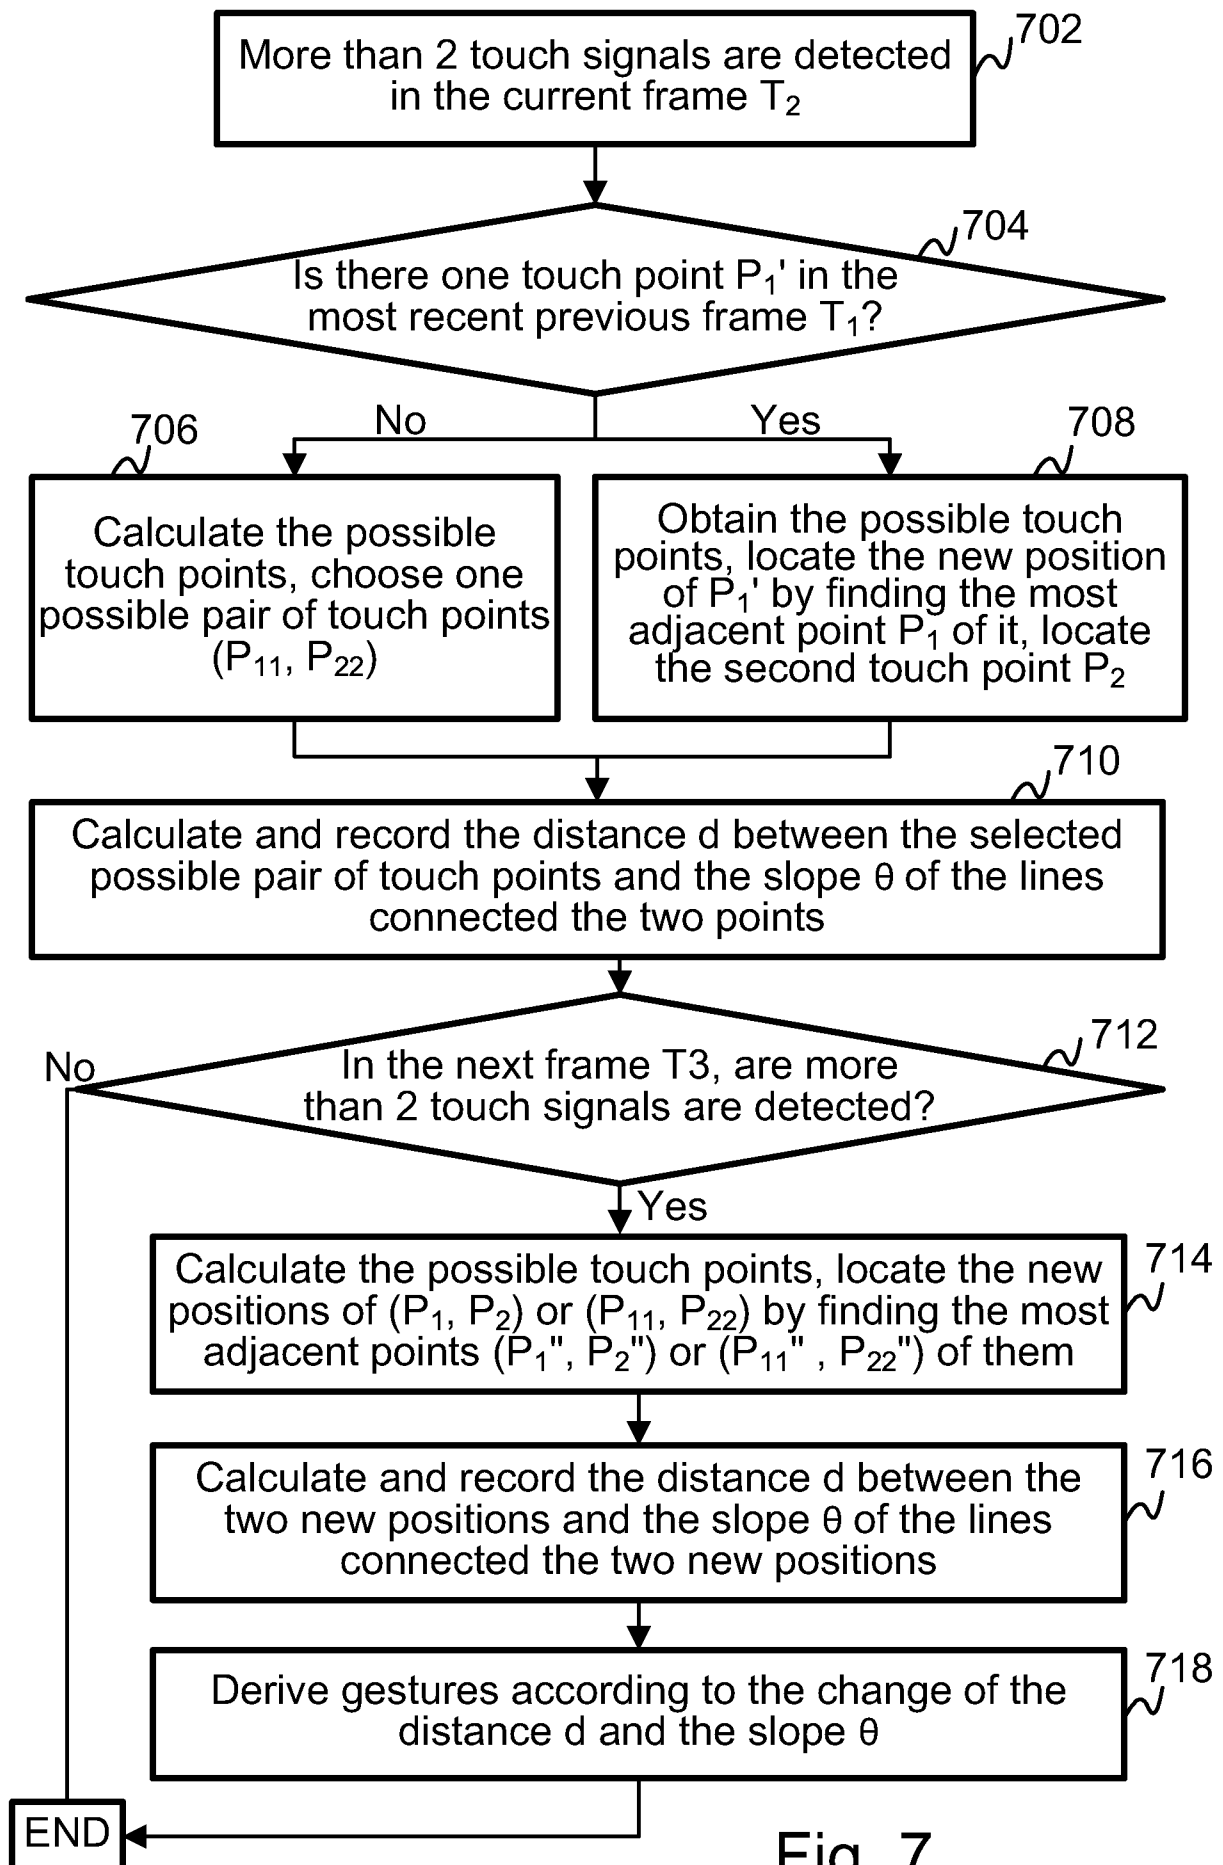 702
More than 2 touch signals are detected
in the current frame T₂
704
Is there one touch point P₁' in the
most recent previous frame T₁?
No
Yes
706
708
Calculate the possible
touch points, choose one
possible pair of touch points
(P₁₁, P₂₂)
Obtain the possible touch
points, locate the new position
of P₁' by finding the most
adjacent point P₁ of it, locate
the second touch point P₂
710
Calculate and record the distance d between the selected
possible pair of touch points and the slope θ of the lines
connected the two points
712
In the next frame T3, are more
than 2 touch signals are detected?
No
Yes
714
Calculate the possible touch points, locate the new
positions of (P₁, P₂) or (P₁₁, P₂₂) by finding the most
adjacent points (P₁", P₂") or (P₁₁" , P₂₂") of them
716
Calculate and record the distance d between the
two new positions and the slope θ of the lines
connected the two new positions
718
Derive gestures according to the change of the
distance d and the slope θ
END
Fig. 7